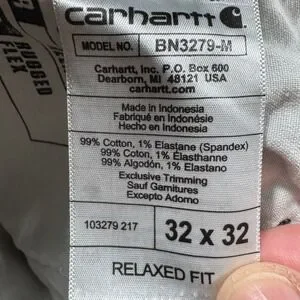 carhartt
MODEL NO. BN3279-M
Carhartt, Inc. P.O. Box 600
Dearborn, MI 48121 USA
carhartt.com
Made in Indonesia
Fabriqué en Indonésie
Hecho en Indonesia
99% Cotton, 1% Elastane (Spandex)
99% Coton, 1% Élasthanne
99% Algodón, 1% Elastano
Exclusive Trimming
Sauf Garnitures
Excepto Adorno
103279 217 32 x 32
RELAXED FIT
RUGGED
FLEX